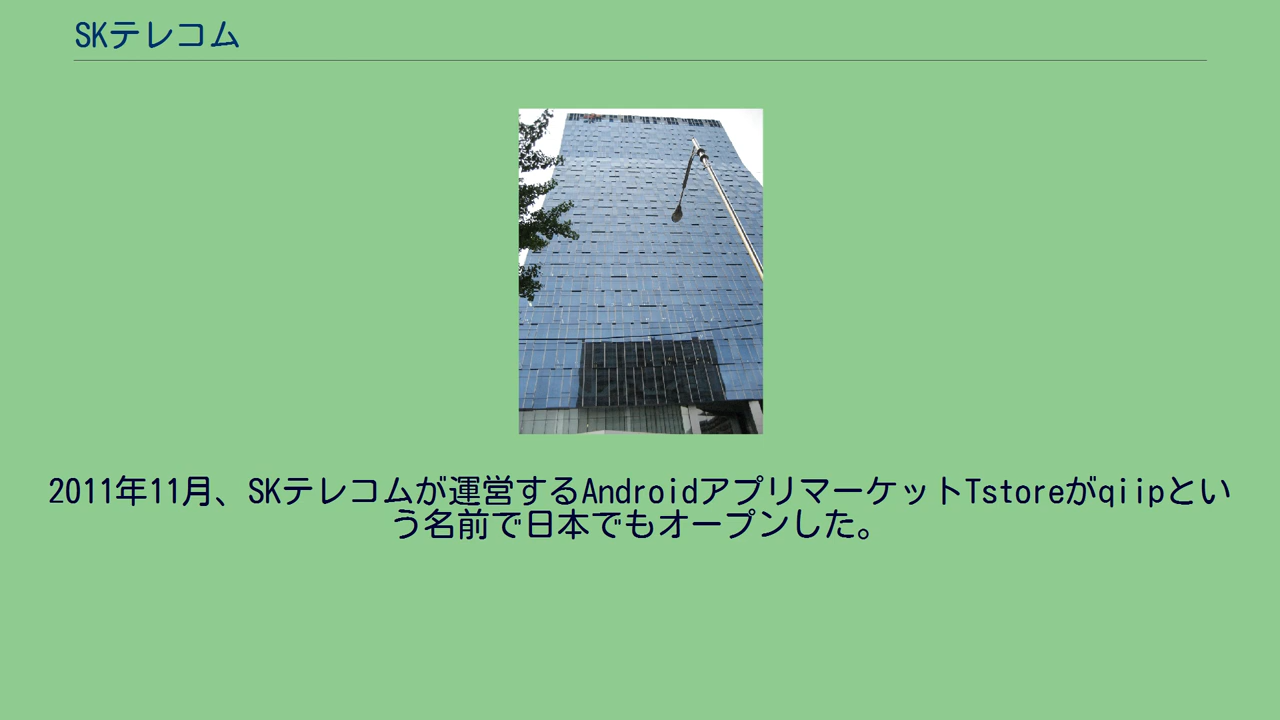 SKテレコム
2011年11月、SKテレコムが運営するAndroidアプリマーケットTstoreがqiipとい
う名前で日本でもオープンした。